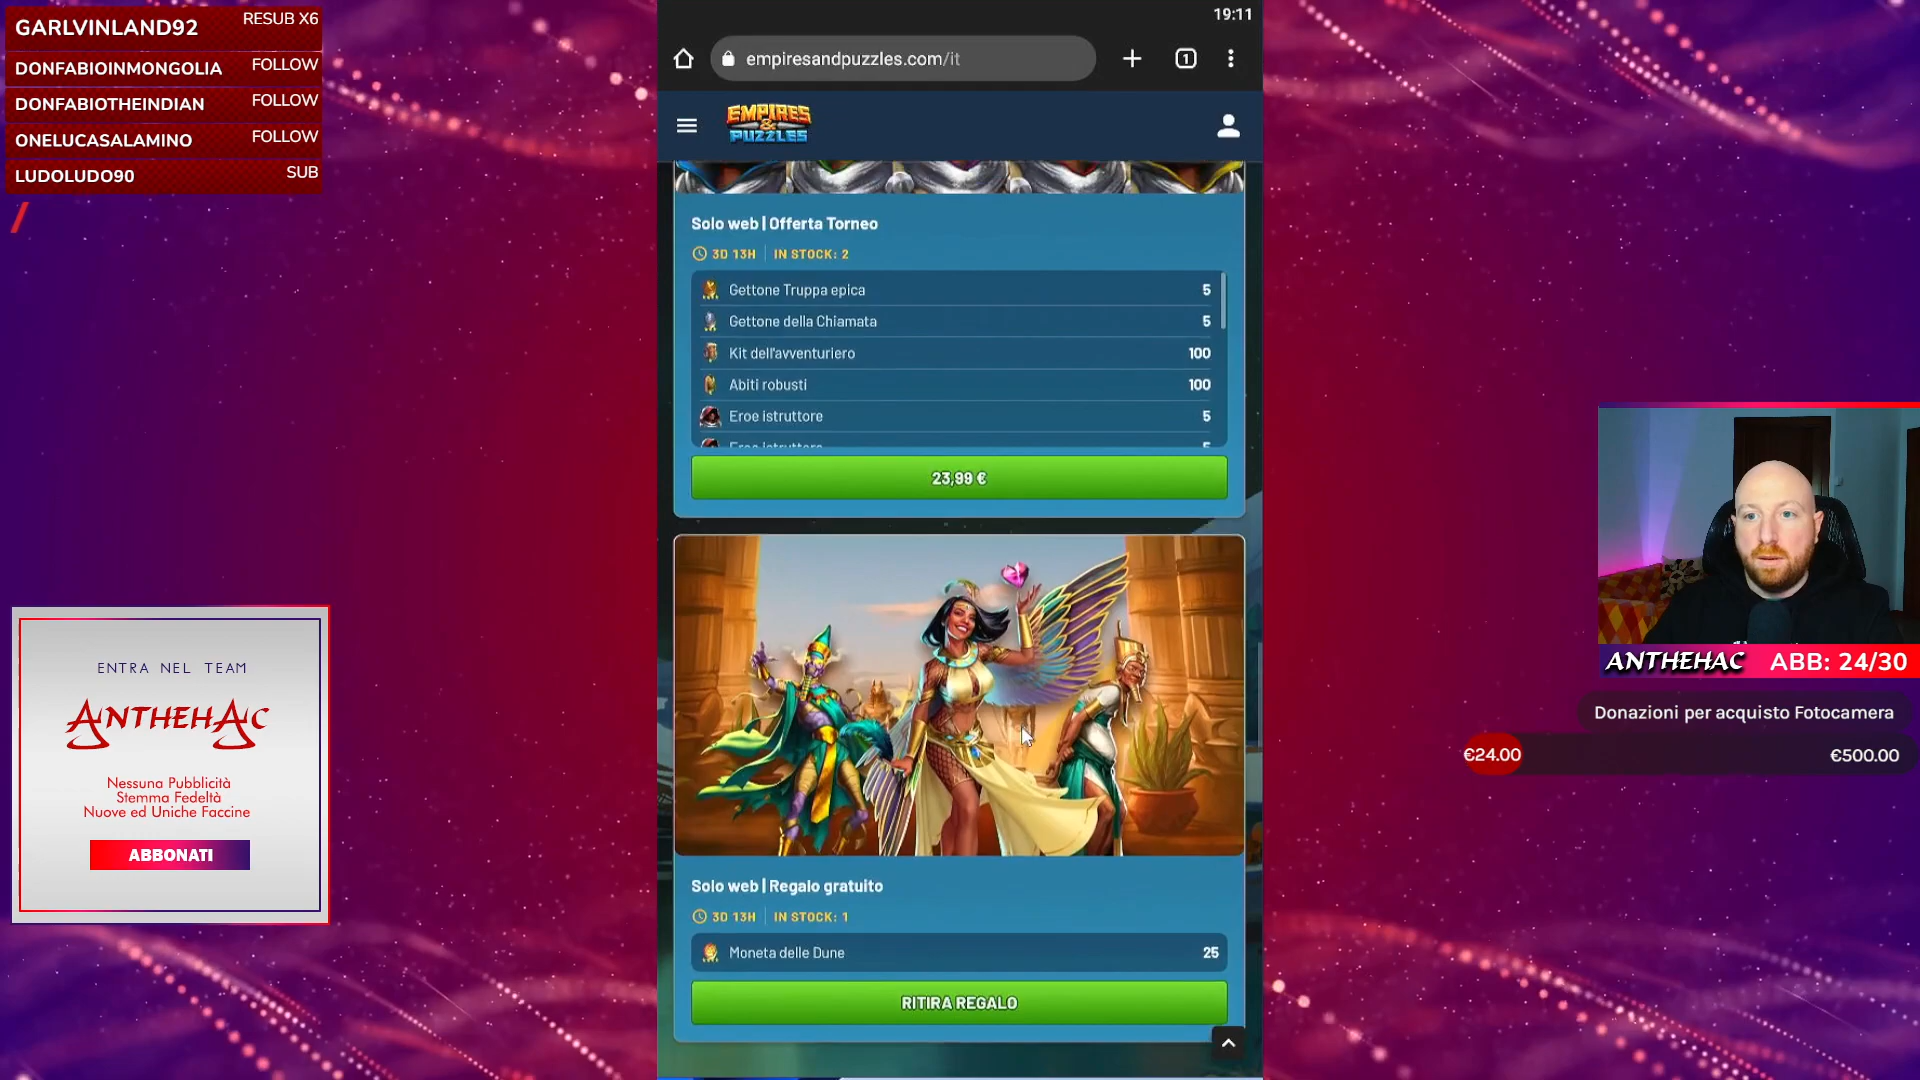 GARLVINLAND92 RESUB X6
DONFABIOINMONGOLIA FOLLOW
DONFABIOTHEINDIAN FOLLOW
ONELUCASALAMINO FOLLOW
LUDOLUDO90 SUB
/
ENTRA NEL TEAM
ANTHEHAC
Nessuna Pubblicità
Stemma Fedeltà
Nuove ed Uniche Faccine
ABBONATI
19:11
empiresandpuzzles.com/it
1
EMPIRES
&
PUZZLES
Solo web | Offerta Torneo
3D 13H IN STOCK: 2
Gettone Truppa epica 5
Gettone della Chiamata 5
Kit dell'avventuriero 100
Abiti robusti 100
Eroe istruttore 5
Eroe istruttore 5
23,99 €
Solo web | Regalo gratuito
3D 13H IN STOCK: 1
Moneta delle Dune 25
RITIRA REGALO
ANTHEHAC ABB: 24/30
Donazioni per acquisto Fotocamera
€24.00 €500.00